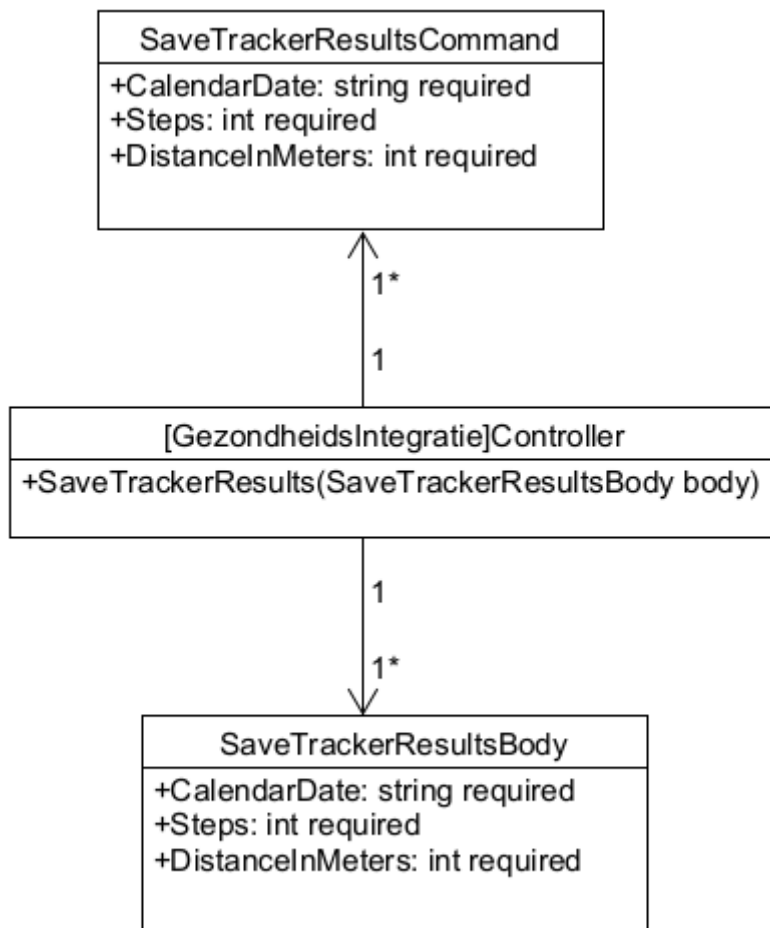 SaveTrackerResultsCommand
+CalendarDate: string required
+Steps: int required
+DistanceInMeters: int required
1*
1
[GezondheidsIntegratie]Controller
+SaveTrackerResults(SaveTrackerResultsBody body)
1
1*
SaveTrackerResultsBody
+CalendarDate: string required
+Steps: int required
+DistanceInMeters: int required